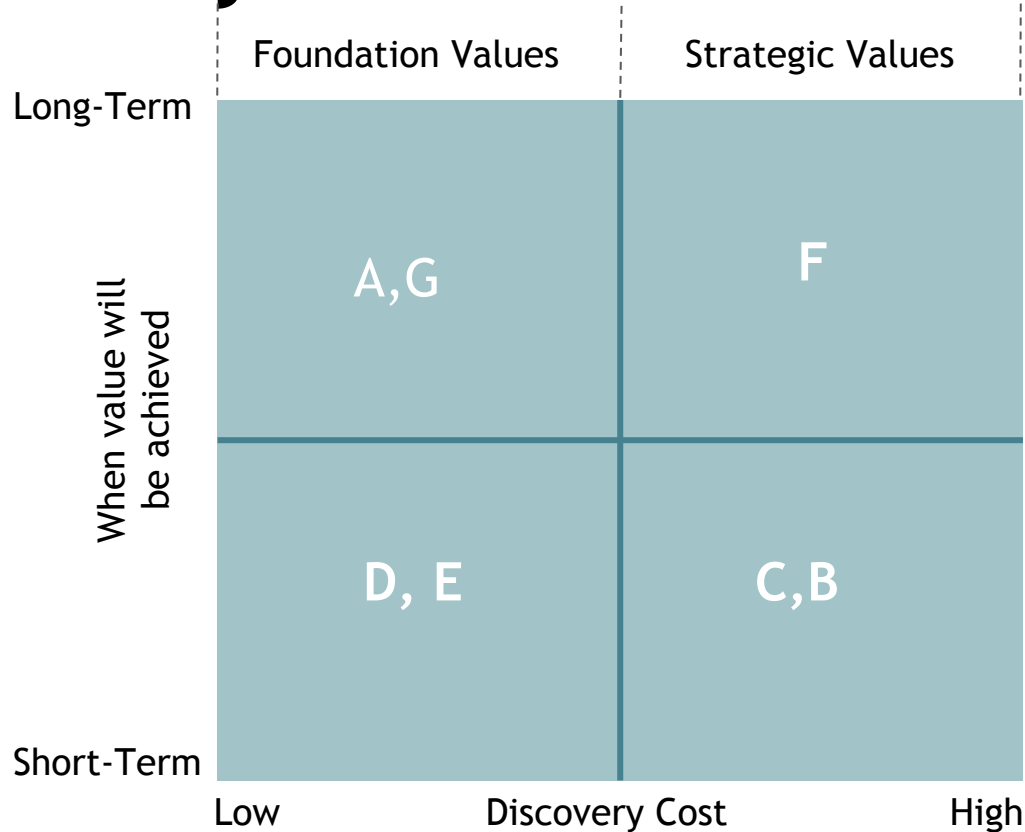 Foundation Values
Strategic Values
Long-Term
A,G
F
When value will
be achieved
D, E
C,B
Short-Term
Low
Discovery Cost
High